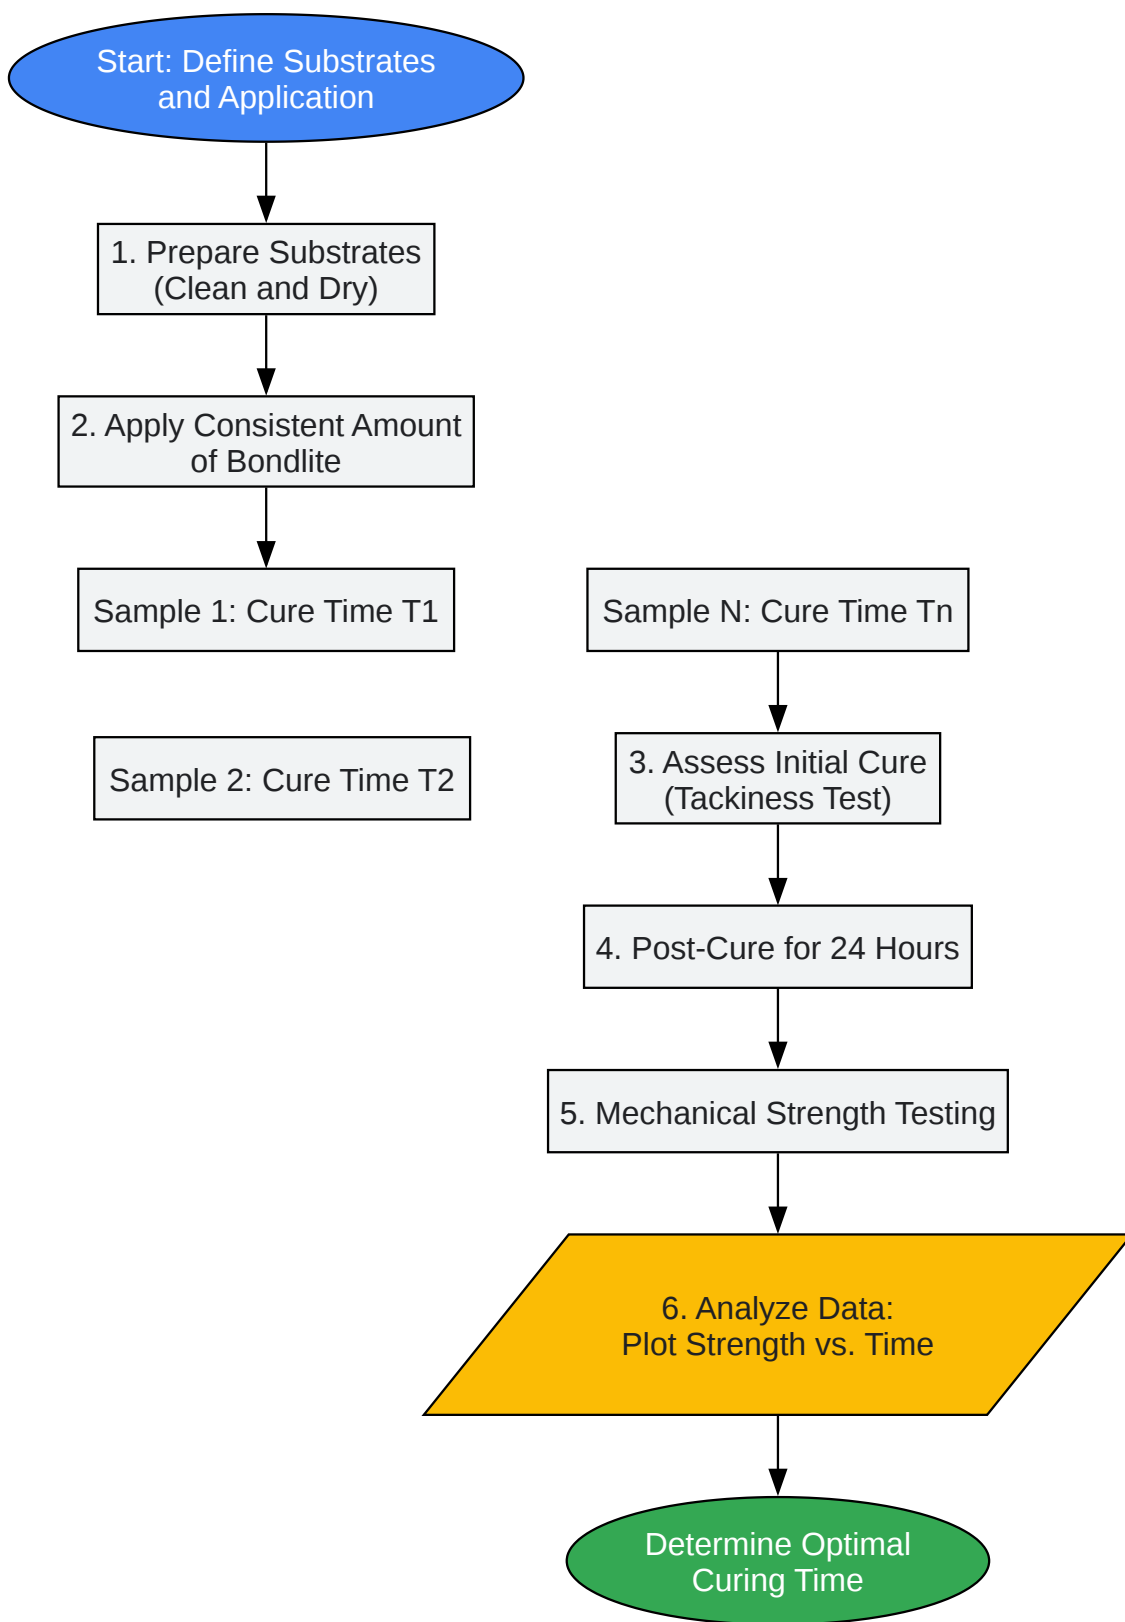 Start: Define Substrates
and Application
1. Prepare Substrates
(Clean and Dry)
2. Apply Consistent Amount
of Bondlite
Sample 1: Cure Time T1
Sample 2: Cure Time T2
Sample N: Cure Time Tn
3. Assess Initial Cure
(Tackiness Test)
4. Post-Cure for 24 Hours
5. Mechanical Strength Testing
6. Analyze Data:
Plot Strength vs. Time
Determine Optimal
Curing Time